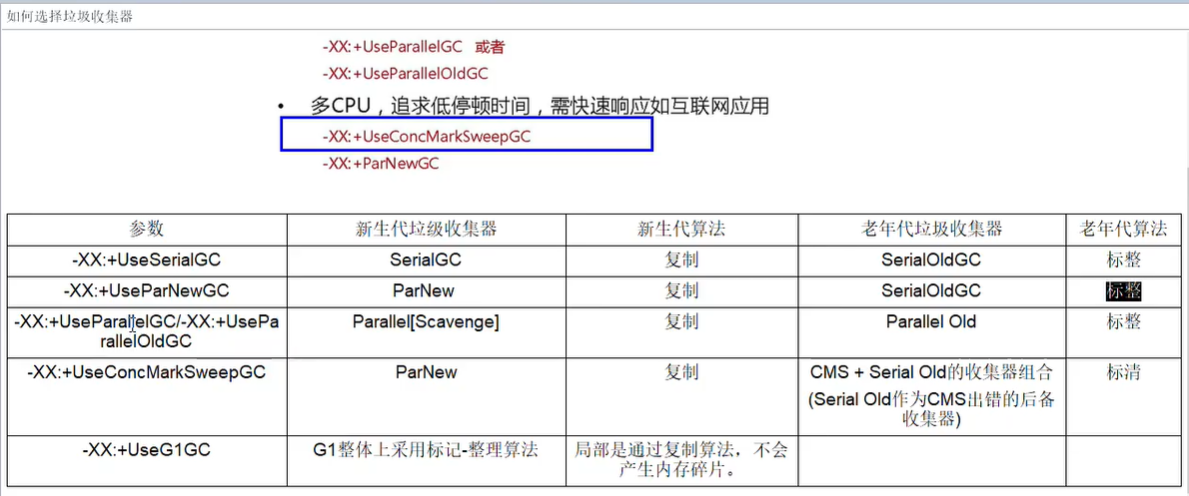 如何选择垃圾收集器
-XX:+UseParallelGC 或者
-XX:+UseParallelOldGC
• 多CPU，追求低停顿时间，需快速响应如互联网应用
-XX:+UseConcMarkSweepGC
-XX:+ParNewGC
参数 新生代垃级收集器 新生代算法 老年代垃圾收集器 老年代算法
-XX:+UseSerialGC SerialGC 复制 SerialOldGC 标整
-XX:+UseParNewGC ParNew 复制 SerialOldGC 标整
-XX:+UseParallelGC/-XX:+UsePa Parallel[Scavenge] 复制 Parallel Old 标整
rallelOldGC
-XX:+UseConcMarkSweepGC ParNew 复制 CMS + Serial Old的收集器组合 标清
(Serial Old作为CMS出错的后备
收集器)
-XX:+UseG1GC G1整体上采用标记-整理算法 局部是通过复制算法，不会
产生内存碎片。